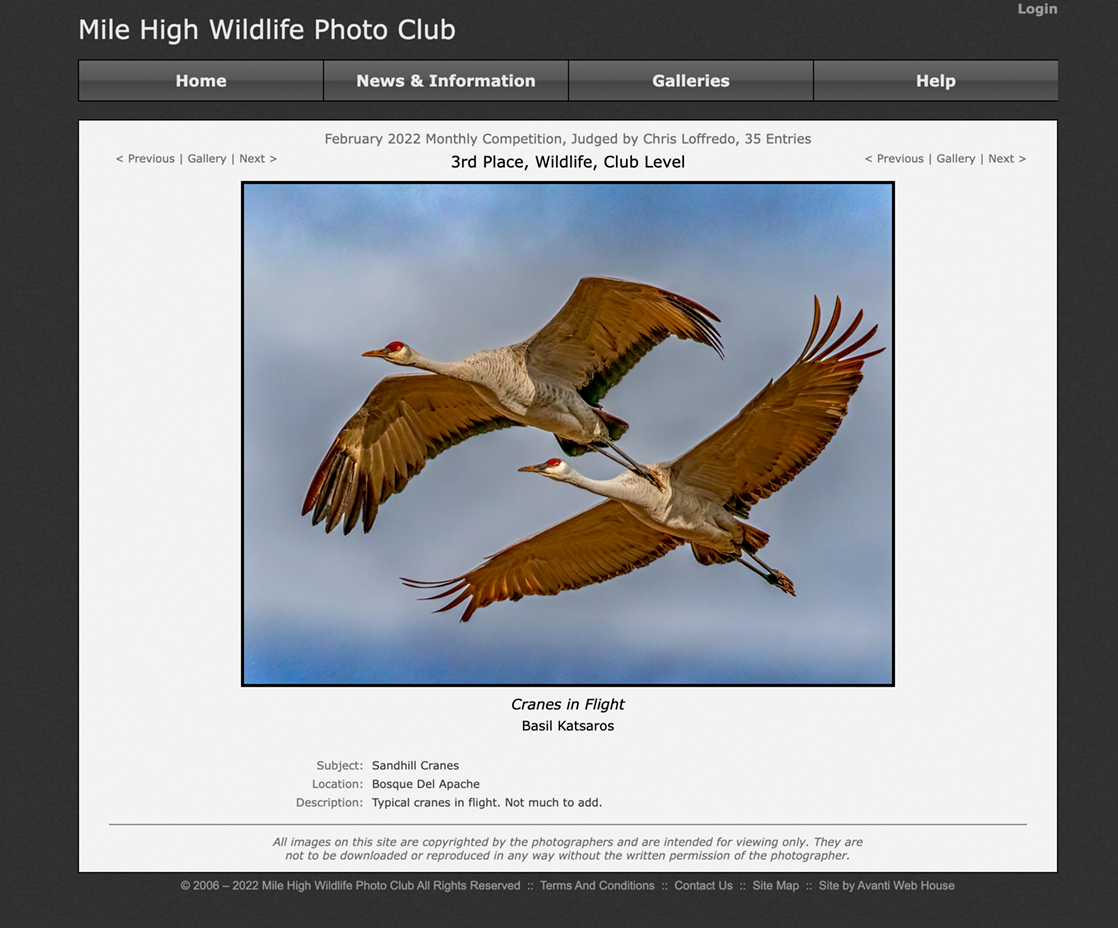 Login
Mile High Wildlife Photo Club
Home
News & Information
Galleries
Help
February 2022 Monthly Competition, Judged by Chris Loffredo, 35 Entries
< Previous | Gallery | Next >
3rd Place, Wildlife, Club Level
< Previous | Gallery | Next >
Cranes in Flight
Basil Katsaros
Subject: Sandhill Cranes
Location: Bosque Del Apache
Description: Typical cranes in flight. Not much to add.
All images on this site are copyrighted by the photographers and are intended for viewing only. They are
not to be downloaded or reproduced in any way without the written permission of the photographer.
© 2006 – 2022 Mile High Wildlife Photo Club All Rights Reserved :: Terms And Conditions :: Contact Us :: Site Map :: Site by Avanti Web House